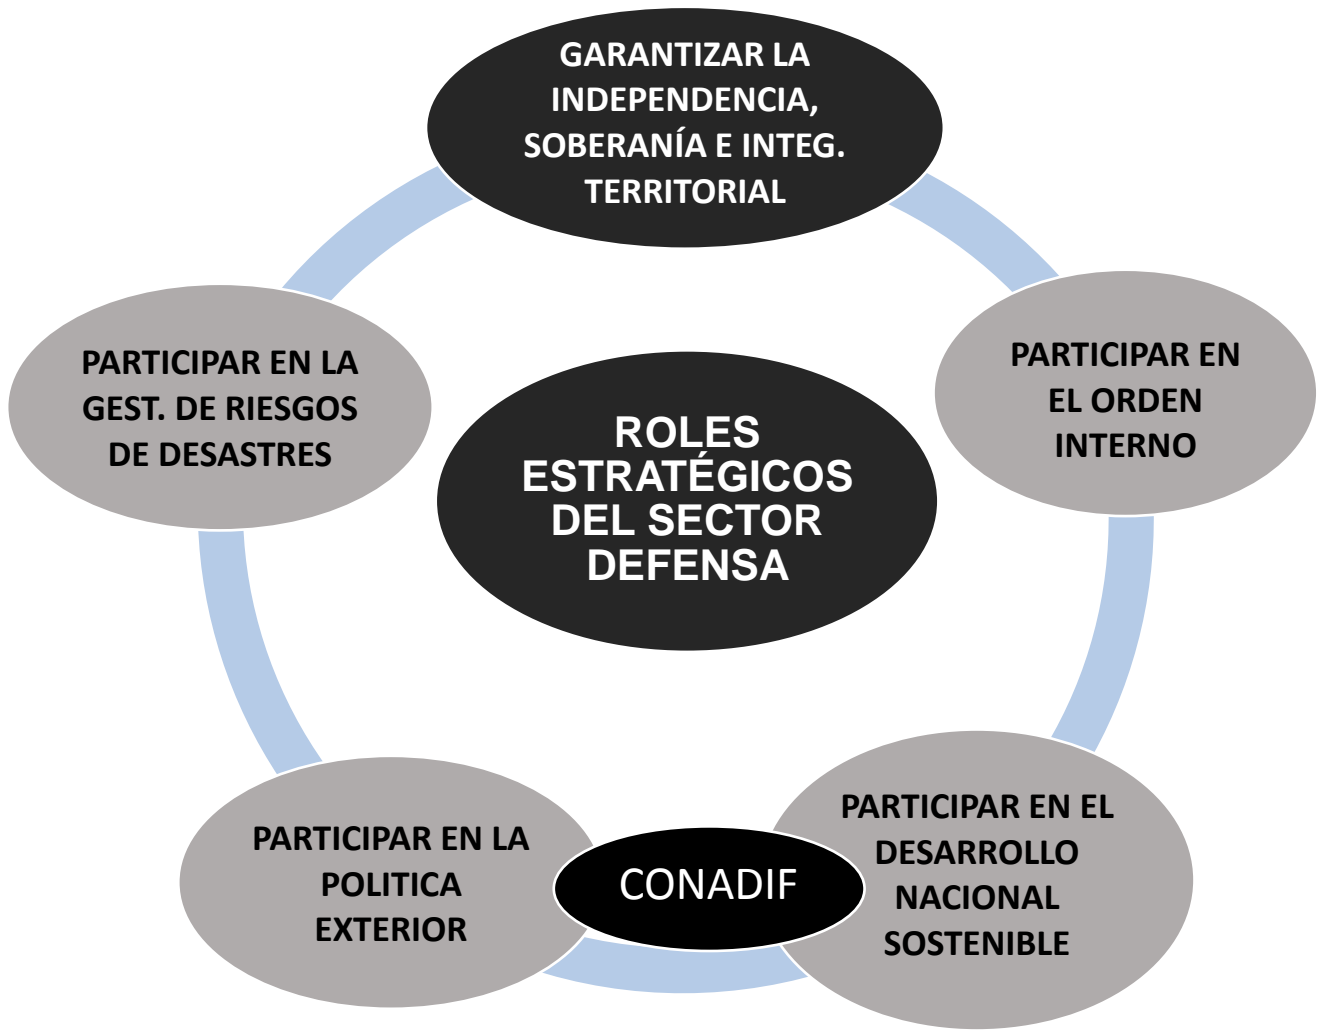 GARANTIZAR LA
INDEPENDENCIA,
SOBERANÍA E INTEG.
TERRITORIAL
PARTICIPAR EN
EL ORDEN
INTERNO
PARTICIPAR EN LA
GEST. DE RIESGOS
DE DESASTRES
ROLES
ESTRATÉGICOS
DEL SECTOR
DEFENSA
PARTICIPAR EN EL
DESARROLLO
NACIONAL
SOSTENIBLE
CONADIF
PARTICIPAR EN LA
POLITICA
EXTERIOR